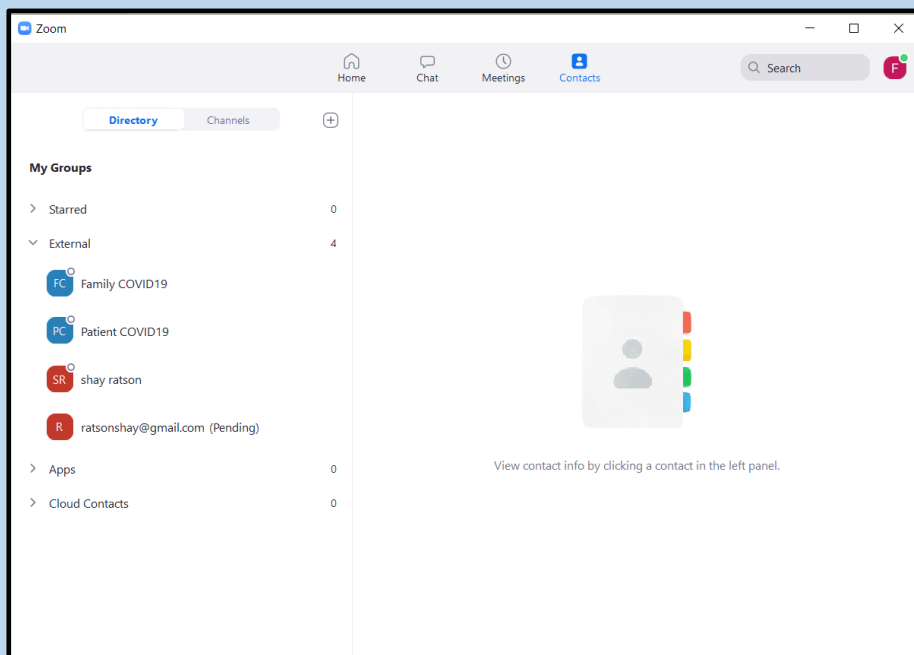 Zoom
Home Chat Meetings Contacts
Search
F
Directory Channels
My Groups
Starred 0
External 4
FC Family COVID19
PC Patient COVID19
SR shay ratson
R ratsonshay@gmail.com (Pending)
Apps 0
Cloud Contacts 0
View contact info by clicking a contact in the left panel.